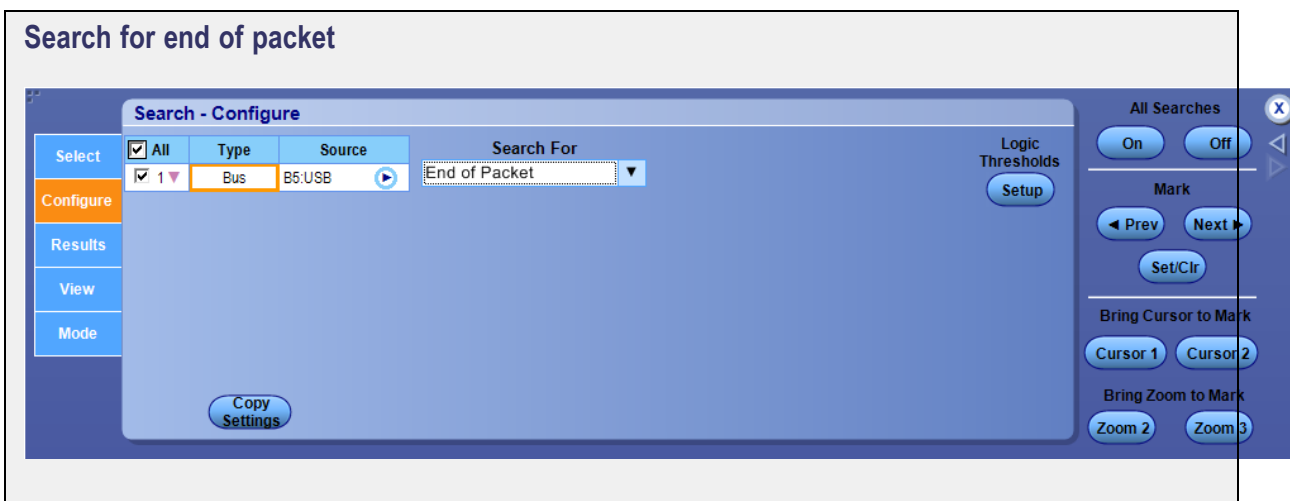 Search for end of packet
Search - Configure
All Searches
X
Select
All
Type
Source
Search For
Logic
Thresholds
On
Off
1
Bus
B5:USB
End of Packet
Setup
Configure
Mark
Prev
Next
Results
Set/Clr
View
Mode
Bring Cursor to Mark
Cursor 1
Cursor 2
Copy
Settings
Bring Zoom to Mark
Zoom 2
Zoom 3